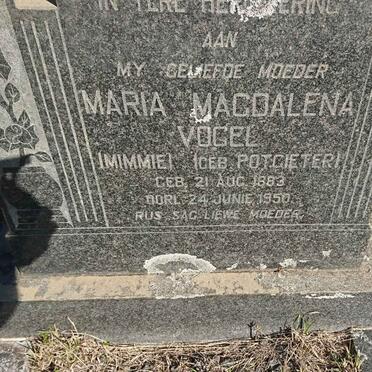 IN TERE HERINNERING
AAN
MY GELIEFDE MOEDER
MARIA MAGDALENA
VOGEL
(MIMMIE) (GEB. POTGIETER)
GEB. 21 AUG. 1883
OORL. 24 JUNIE 1950.
RUS SAG LIEWE MOEDER.